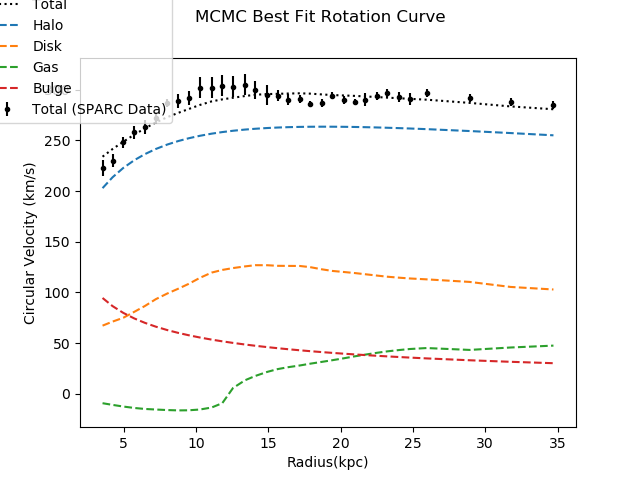 Total
MCMC Best Fit Rotation Curve
Halo
Disk
Gas
Bulge
Total (SPARC Data)
250
200
150
100
50
0
Circular Velocity (km/s)
5
10
15
20
25
30
35
Radius(kpc)